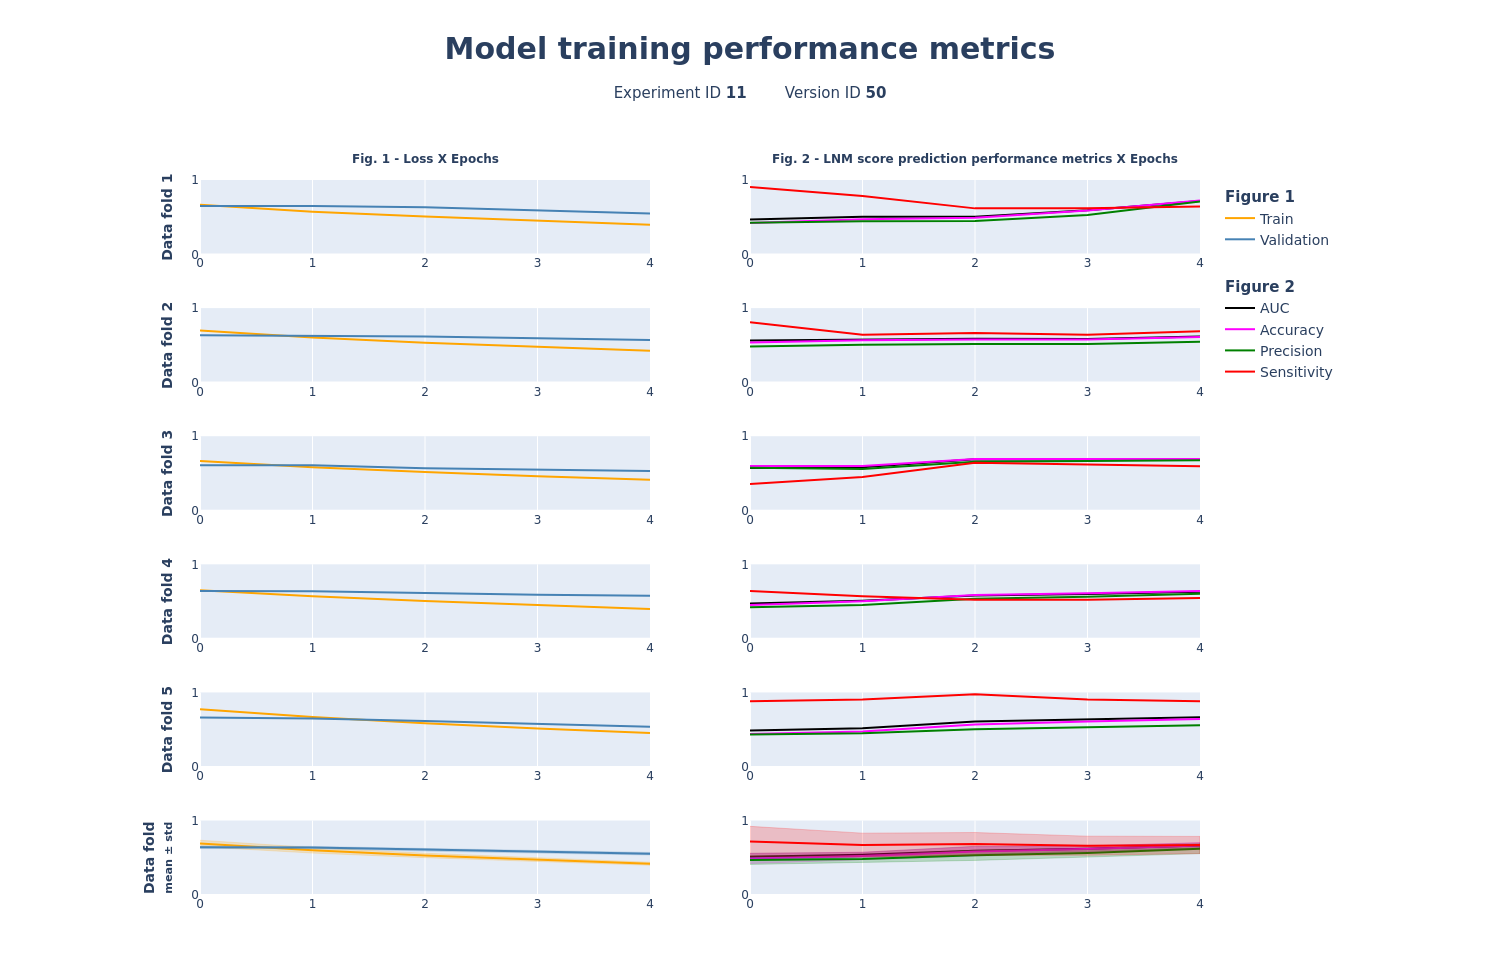 Model training performance metrics
Experiment ID 11 Version ID 50
Fig. 1 - Loss X Epochs
Fig. 2 - LNM score prediction performance metrics X Epochs
Data fold 1
1
0
0 1 2 3 4
1
0
0 1 2 3 4
Figure 1
Train
Validation
Figure 2
AUC
Accuracy
Precision
Sensitivity
Data fold 2
1
0
0 1 2 3 4
1
0
0 1 2 3 4
Data fold 3
1
0
0 1 2 3 4
1
0
0 1 2 3 4
Data fold 4
1
0
0 1 2 3 4
1
0
0 1 2 3 4
Data fold 5
1
0
0 1 2 3 4
1
0
0 1 2 3 4
Data fold
mean ± std
1
0
0 1 2 3 4
1
0
0 1 2 3 4